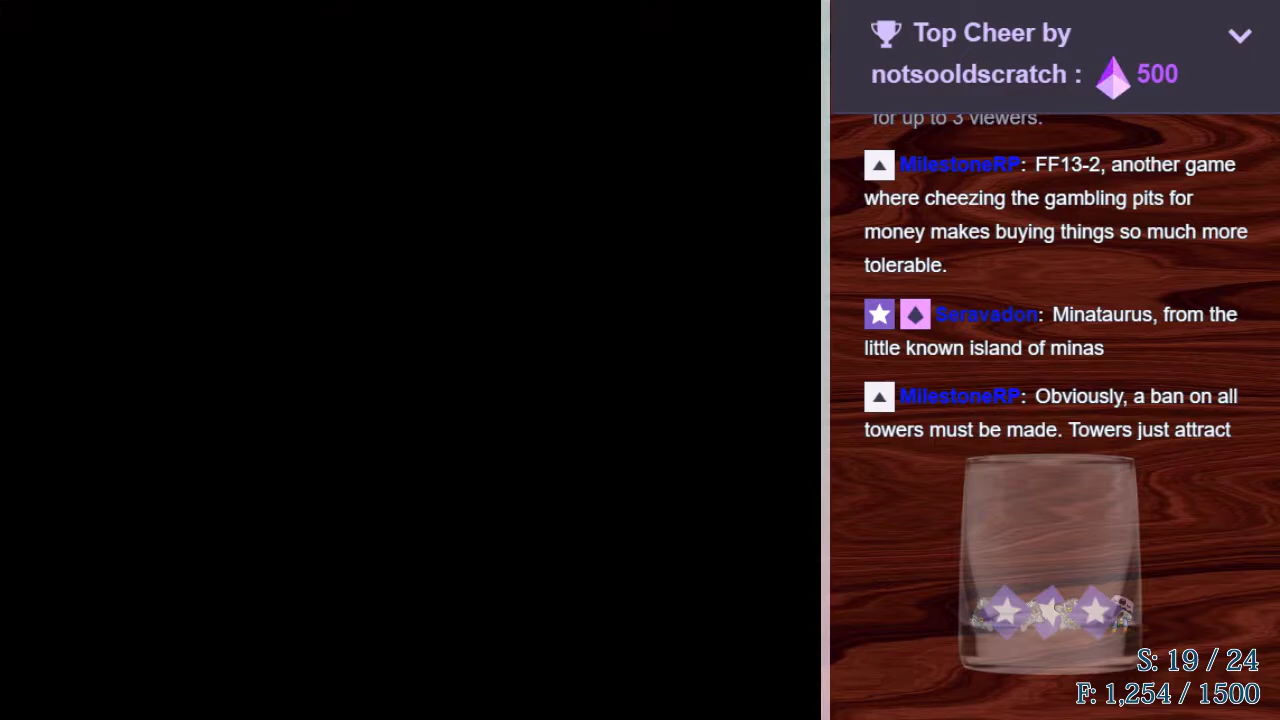 Top Cheer by
notsooldscratch : 500
for up to 3 viewers.
MilestoneRP: FF13-2, another game
where cheezing the gambling pits for
money makes buying things so much more
tolerable.
Seravadon: Minataurus, from the
little known island of minas
MilestoneRP: Obviously, a ban on all
towers must be made. Towers just attract
S: 19 / 24
F: 1,254 / 1500